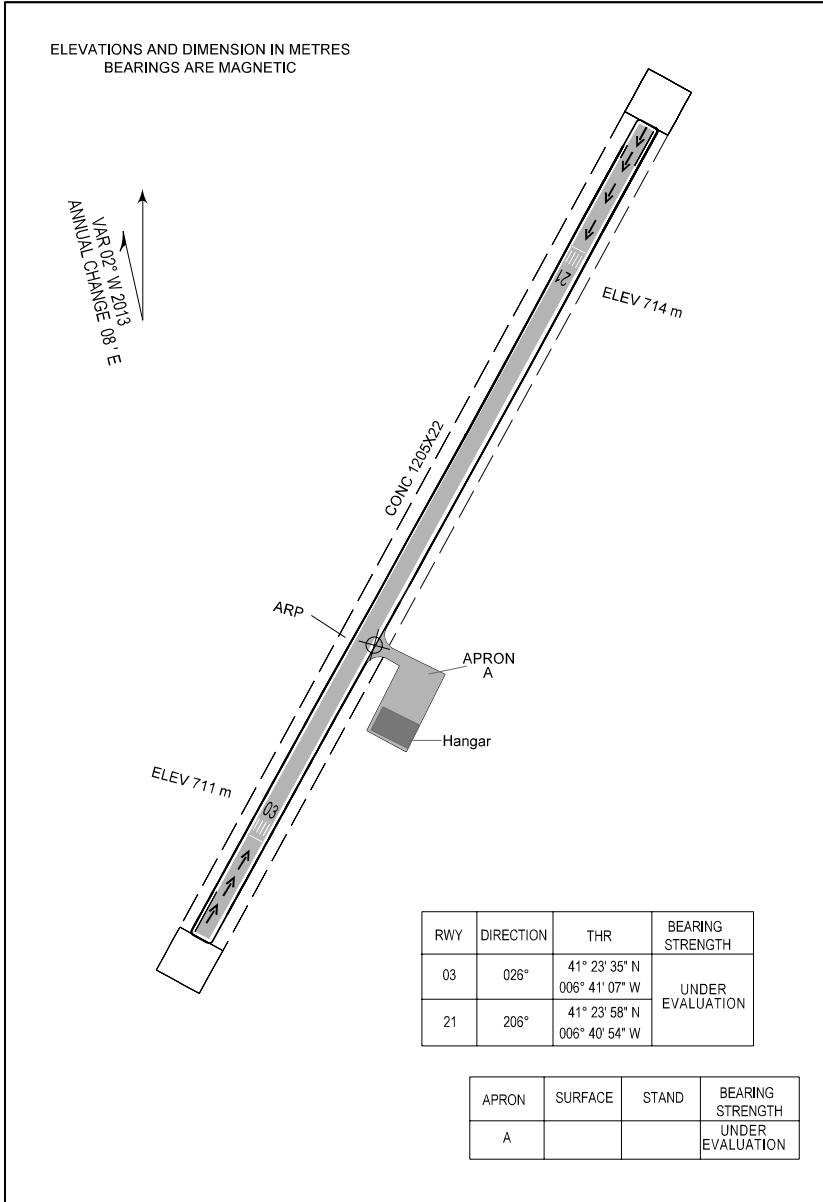 ELEVATIONS AND DIMENSION IN METRES
BEARINGS ARE MAGNETIC
VAR 02° W 2013
ANNUAL CHANGE 08' E
21
ELEV 714 m
CONC 1205X22
ARP
APRON
A
Hangar
ELEV 711 m
03
RWY DIRECTION THR BEARING STRENGTH
03 026° 41° 23' 35" N
006° 41' 07" W
21 206° 41° 23' 58" N
006° 40' 54" W
UNDER
EVALUATION
APRON SURFACE STAND BEARING
STRENGTH
A UNDER
EVALUATION